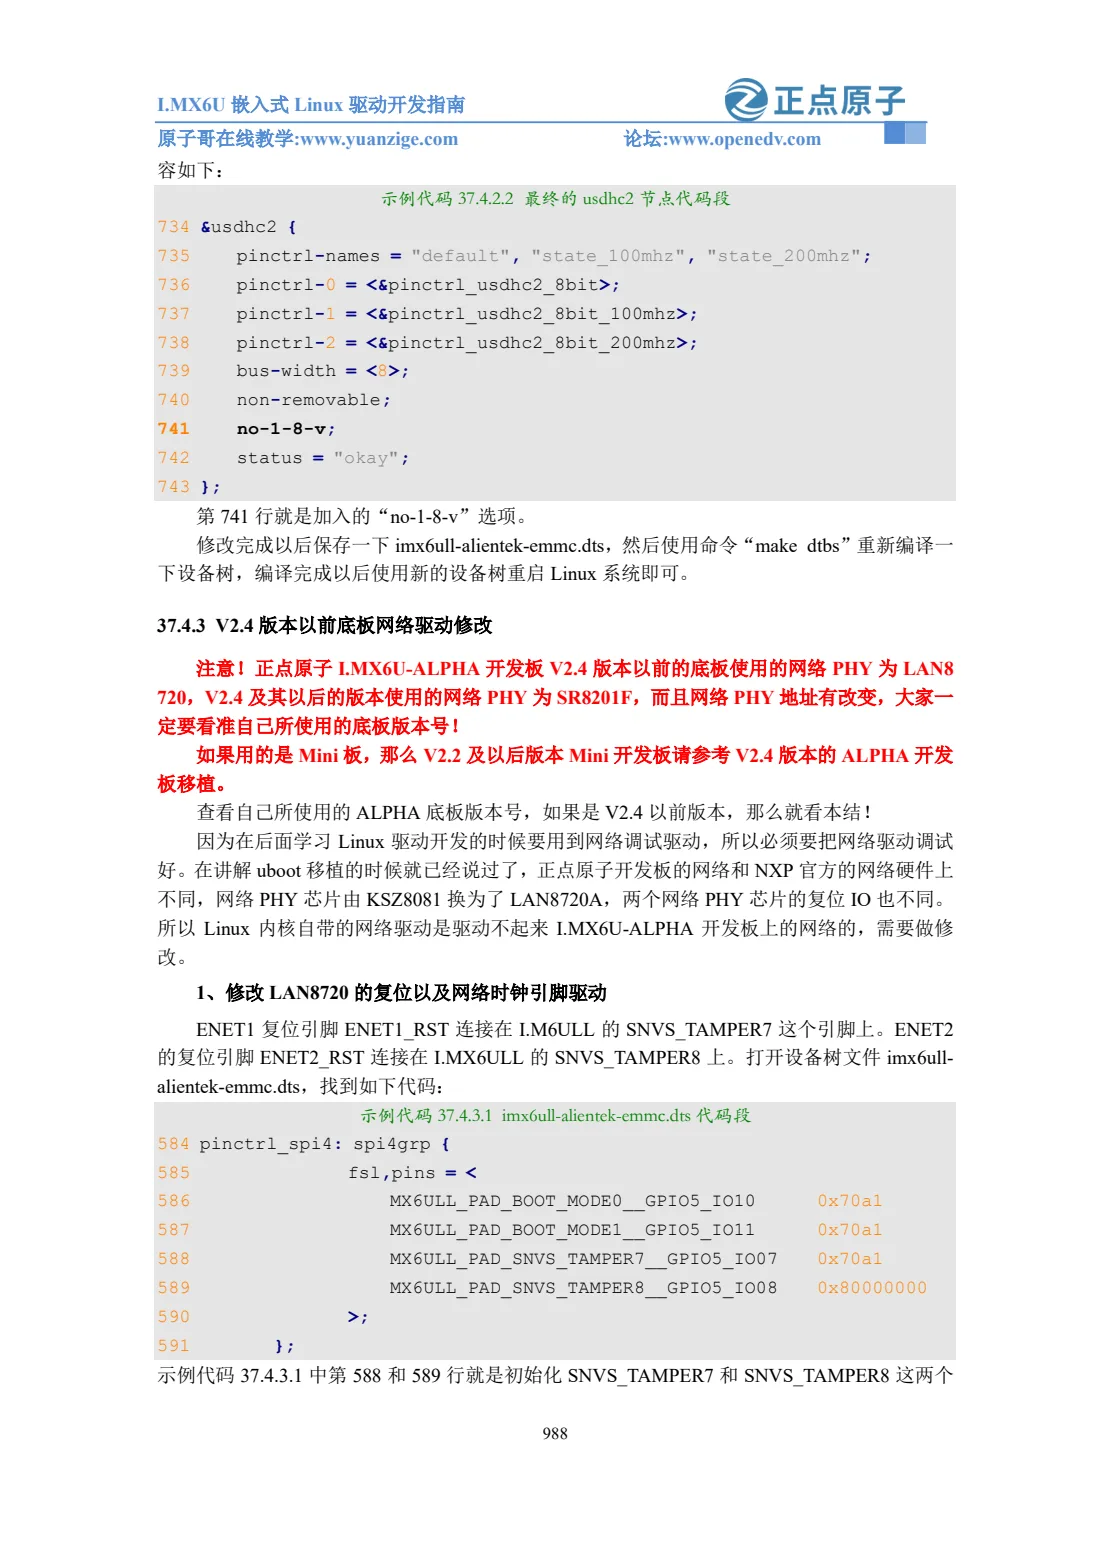 I.MX6U 嵌入式 Linux 驱动开发指南
正点原子
原子哥在线教学:www.yuanzige.com 论坛:www.openedv.com
容如下：
示例代码 37.4.2.2 最终的 usdhc2 节点代码段
734 &usdhc2 {
735 pinctrl-names = "default", "state_100mhz", "state_200mhz";
736 pinctrl-0 = <&pinctrl_usdhc2_8bit>;
737 pinctrl-1 = <&pinctrl_usdhc2_8bit_100mhz>;
738 pinctrl-2 = <&pinctrl_usdhc2_8bit_200mhz>;
739 bus-width = <8>;
740 non-removable;
741 no-1-8-v;
742 status = "okay";
743 };
第 741 行就是加入的“no-1-8-v”选项。
修改完成以后保存一下 imx6ull-alientek-emmc.dts，然后使用命令“make dtbs”重新编译一
下设备树，编译完成以后使用新的设备树重启 Linux 系统即可。
37.4.3 V2.4 版本以前底板网络驱动修改
注意！正点原子 I.MX6U-ALPHA 开发板 V2.4 版本以前的底板使用的网络 PHY 为 LAN8
720，V2.4 及其以后的版本使用的网络 PHY 为 SR8201F，而且网络 PHY 地址有改变，大家一
定要看准自己所使用的底板版本号！
如果用的是 Mini 板，那么 V2.2 及以后版本 Mini 开发板请参考 V2.4 版本的 ALPHA 开发
板移植。
查看自己所使用的 ALPHA 底板版本号，如果是 V2.4 以前版本，那么就看本结！
因为在后面学习 Linux 驱动开发的时候要用到网络调试驱动，所以必须要把网络驱动调试
好。在讲解 uboot 移植的时候就已经说过了，正点原子开发板的网络和 NXP 官方的网络硬件上
不同，网络 PHY 芯片由 KSZ8081 换为了 LAN8720A，两个网络 PHY 芯片的复位 IO 也不同。
所以 Linux 内核自带的网络驱动是驱动不起来 I.MX6U-ALPHA 开发板上的网络的，需要做修
改。
1、修改 LAN8720 的复位以及网络时钟引脚驱动
ENET1 复位引脚 ENET1_RST 连接在 I.M6ULL 的 SNVS_TAMPER7 这个引脚上。ENET2
的复位引脚 ENET2_RST 连接在 I.MX6ULL 的 SNVS_TAMPER8 上。打开设备树文件 imx6ull-
alientek-emmc.dts，找到如下代码：
示例代码 37.4.3.1 imx6ull-alientek-emmc.dts 代码段
584 pinctrl_spi4: spi4grp {
585 fsl,pins = <
586 MX6ULL_PAD_BOOT_MODE0__GPIO5_IO10 0x70a1
587 MX6ULL_PAD_BOOT_MODE1__GPIO5_IO11 0x70a1
588 MX6ULL_PAD_SNVS_TAMPER7__GPIO5_IO07 0x70a1
589 MX6ULL_PAD_SNVS_TAMPER8__GPIO5_IO08 0x80000000
590 >;
591 };
示例代码 37.4.3.1 中第 588 和 589 行就是初始化 SNVS_TAMPER7 和 SNVS_TAMPER8 这两个
988